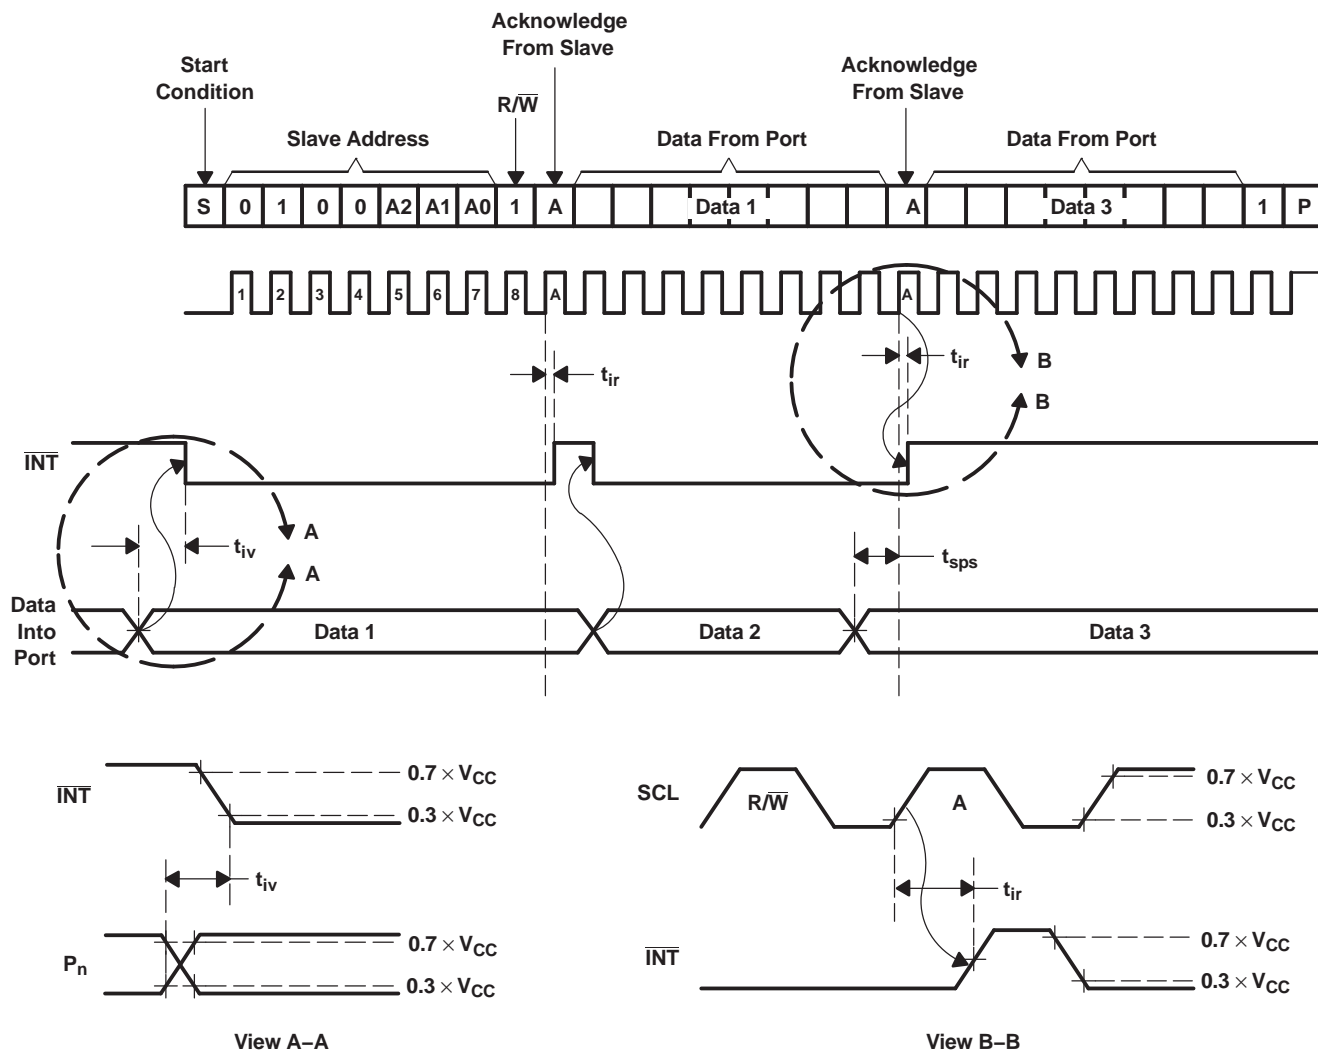 Acknowledge
From Slave
Start
Condition
R/W̅
Acknowledge
From Slave
Slave Address
Data From Port
Data From Port
S 0 1 0 0 A2 A1 A0 1 A Data 1 A Data 3 1 P
1 2 3 4 5 6 7 8 A A
tir
tir
B
B
I̅N̅T̅
tiv
A
A
tsps
Data
Into
Port
Data 1
Data 2
Data 3
I̅N̅T̅
0.7 × VCC
0.3 × VCC
tiv
Pn
0.7 × VCC
0.3 × VCC
View A–A
SCL
R/W̅
A
0.7 × VCC
0.3 × VCC
tir
I̅N̅T̅
0.7 × VCC
0.3 × VCC
View B–B